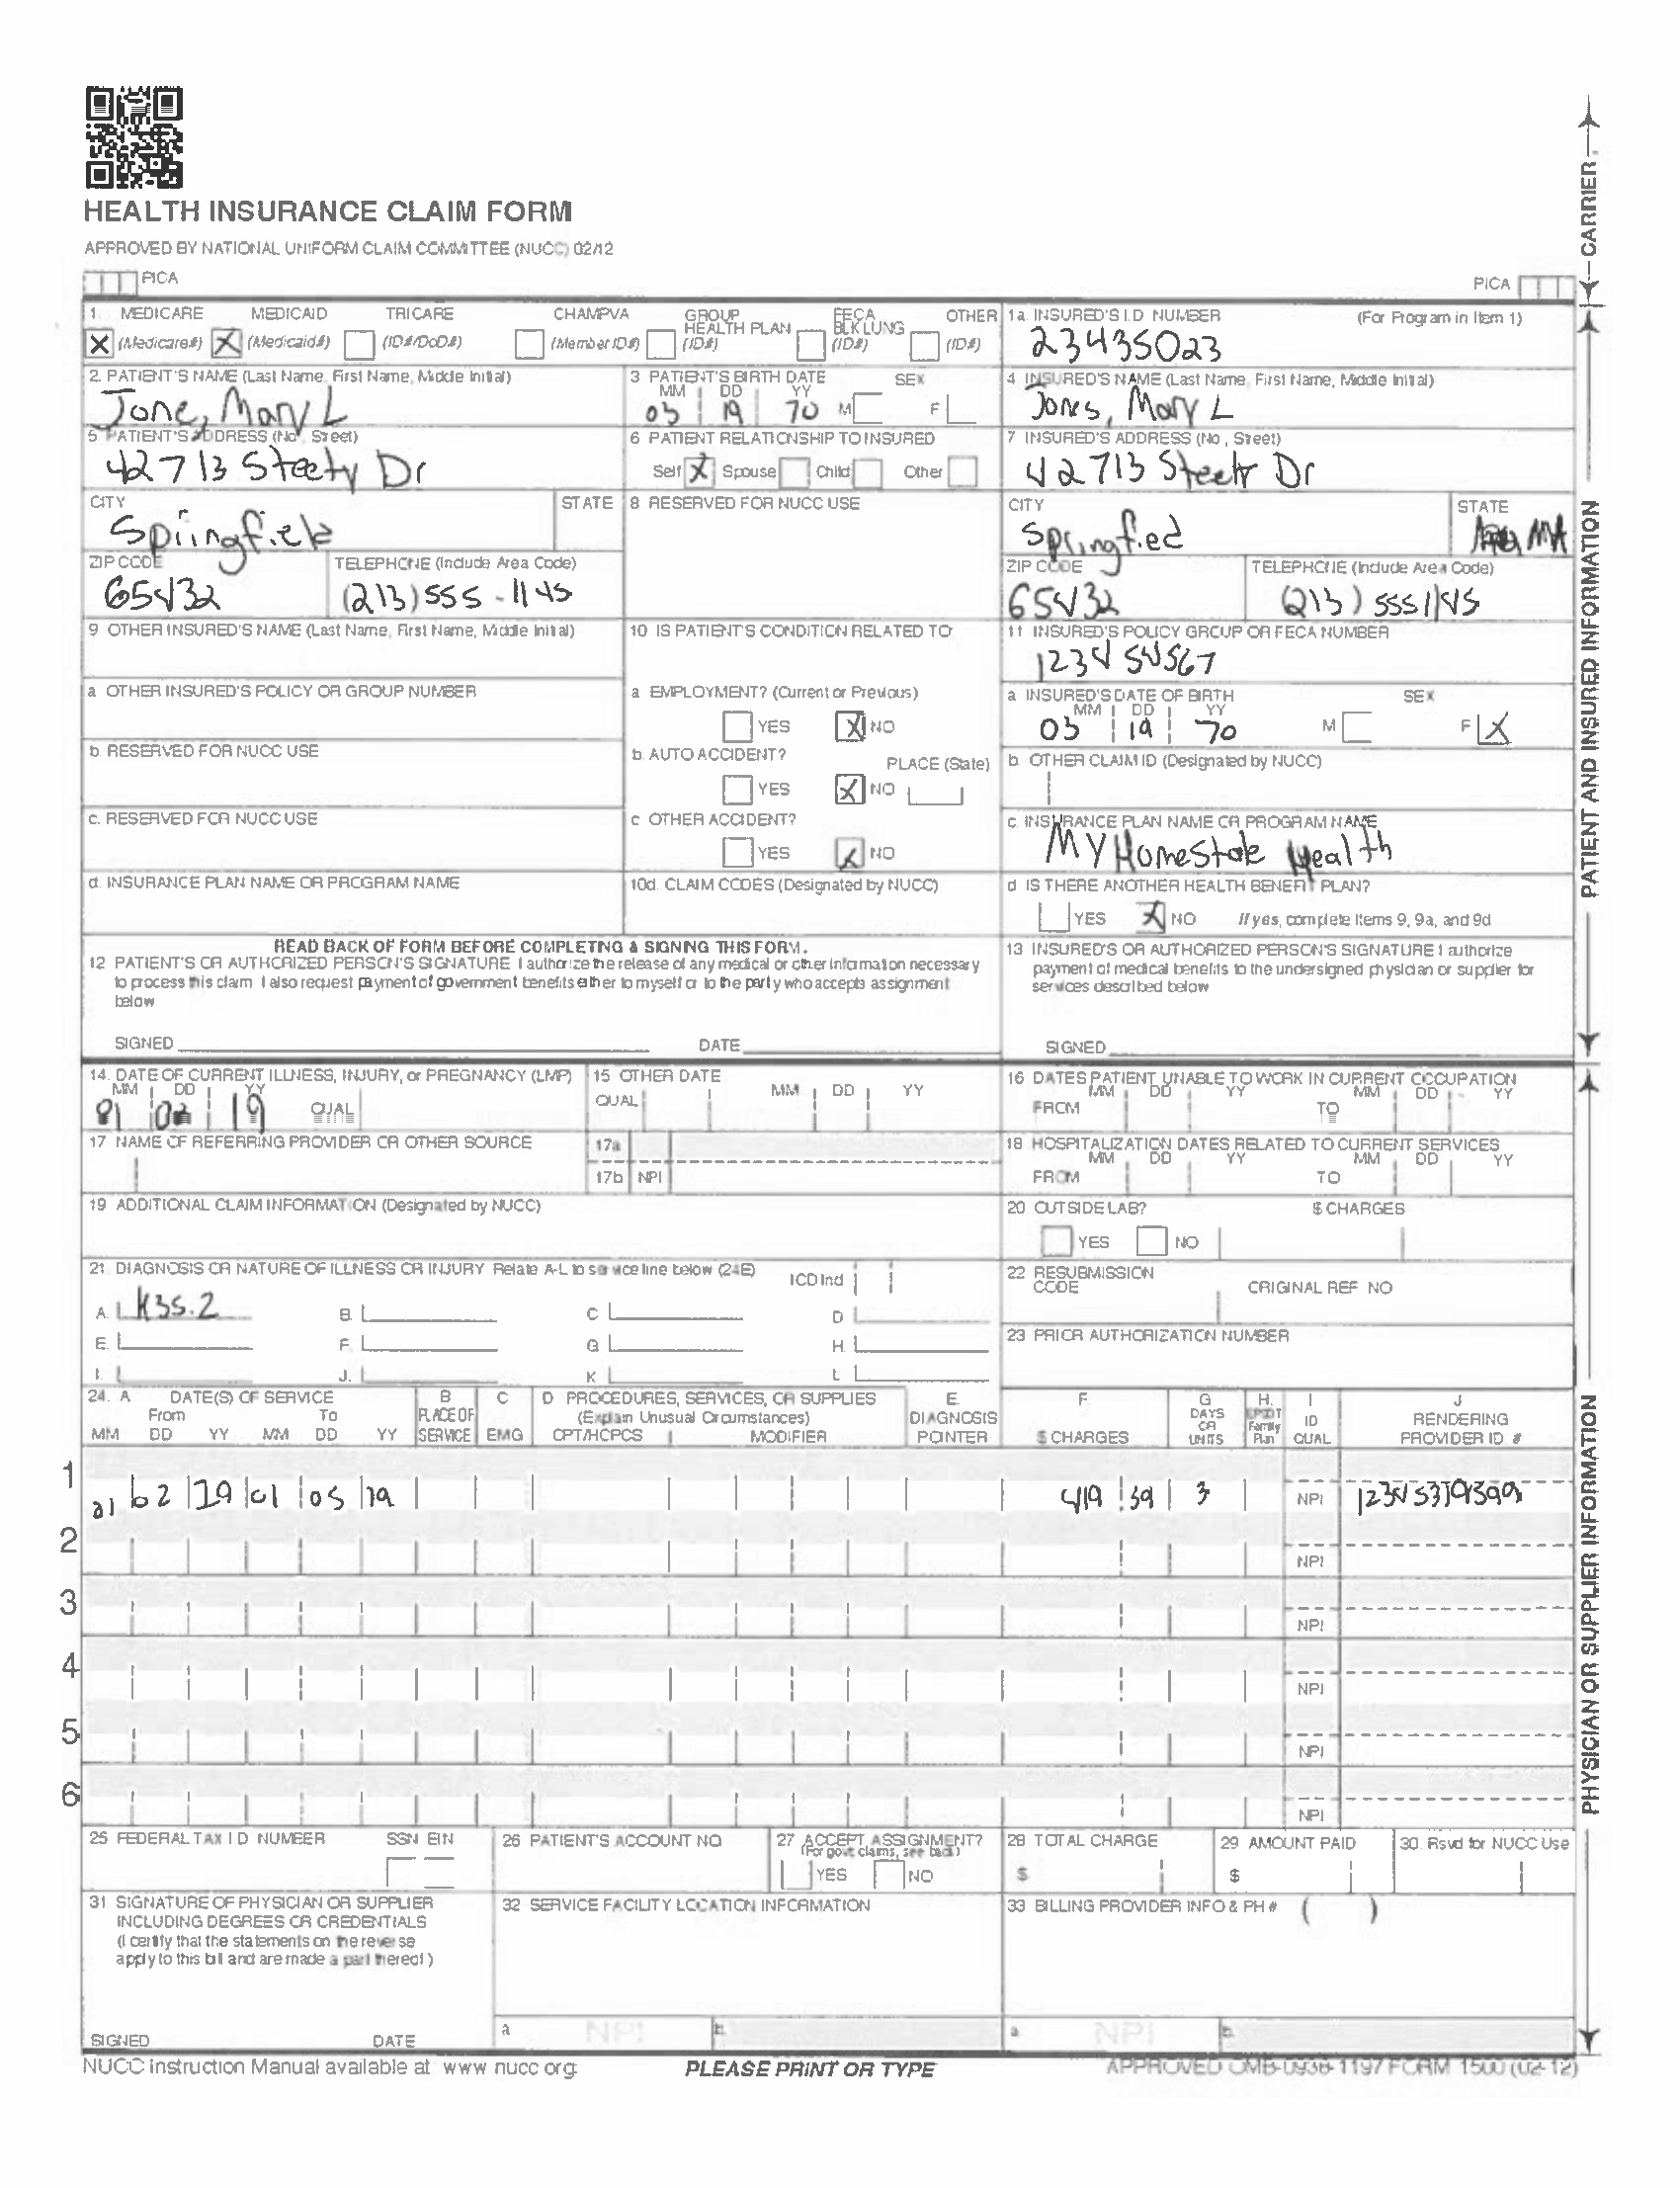 HEALTH INSURANCE CLAIM FORM
APPROVED BY NATIONAL UNIFORM CLAIM COMMITTEE (NUCC) 02/12
PICA
PICA
CARRIER
1. MEDICARE MEDICAID TRICARE CHAMPVA GROUP HEALTH PLAN FECA BLK LUNG OTHER
X (Medicare#) X (Medicaid#) (ID#/DoD#) (Member ID#) (ID#) (ID#) (ID#)
1a. INSURED'S I.D. NUMBER (For Program in Item 1)
23435023
2. PATIENT'S NAME (Last Name, First Name, Middle Initial)
Jone, Mary L
3 PATIENT'S BIRTH DATE SEX
MM DD YY
03 19 70 M F
4 INSURED'S NAME (Last Name, First Name, Middle Initial)
Jones, Mary L
5 PATIENT'S ADDRESS (No, Street)
42713 Steety Dr
6 PATIENT RELATIONSHIP TO INSURED
Self X Spouse Child Other
7 INSURED'S ADDRESS (No, Street)
42713 Dr
CITY STATE
Springfield
8 RESERVED FOR NUCC USE
CITY STATE
Springfied MA
ZIP CODE TELEPHONE (Include Area Code)
65432 (213) 555-1145
ZIP CODE TELEPHONE (Include Area Code)
65432 (213) 5551145
9 OTHER INSURED'S NAME (Last Name, First Name, Middle Initial)
10 IS PATIENT'S CONDITION RELATED TO
11 INSURED'S POLICY GROUP OR FECA NUMBER
123454567
a OTHER INSURED'S POLICY OR GROUP NUMBER
a EMPLOYMENT? (Current or Previous)
YES X NO
a INSURED'S DATE OF BIRTH SEX
MM DD YY
03 19 70 M F X
b. RESERVED FOR NUCC USE
b AUTO ACCIDENT? PLACE (State)
YES X NO
b OTHER CLAIM ID (Designated by NUCC)
c. RESERVED FOR NUCC USE
c OTHER ACCIDENT?
YES X NO
c. INSURANCE PLAN NAME OR PROGRAM NAME
My HomeState Health
d. INSURANCE PLAN NAME OR PROGRAM NAME
10d. CLAIM CODES (Designated by NUCC)
d IS THERE ANOTHER HEALTH BENEFIT PLAN?
YES X NO If yes, complete items 9, 9a, and 9d
PATIENT AND INSURED INFORMATION
READ BACK OF FORM BEFORE COMPLETING & SIGNING THIS FORM.
12 PATIENT'S OR AUTHORIZED PERSON'S SIGNATURE I authorize the release of any medical or other information necessary
to process this claim I also request payment of government benefits either to myself or to the party who accepts assignment
below
SIGNED DATE
13 INSURED'S OR AUTHORIZED PERSON'S SIGNATURE I authorize
payment of medical benefits to the undersigned physician or supplier for
services described below
SIGNED
14. DATE OF CURRENT ILLNESS, INJURY, or PREGNANCY (LMP)
MM DD YY
01 02 19 QUAL
15 OTHER DATE
QUAL MM DD YY
16 DATES PATIENT UNABLE TO WORK IN CURRENT OCCUPATION
MM DD YY MM DD YY
FROM TO
17 NAME OF REFERRING PROVIDER OR OTHER SOURCE
17a
17b NPI
18 HOSPITALIZATION DATES RELATED TO CURRENT SERVICES
MM DD YY MM DD YY
FROM TO
19 ADDITIONAL CLAIM INFORMATION (Designated by NUCC)
20 OUTSIDE LAB? $ CHARGES
YES NO
21. DIAGNOSIS OR NATURE OF ILLNESS OR INJURY Relate A-L to service line below (24E) ICD Ind
A. K35.2 B. C D
E. F. G H.
I. J. K L
22 RESUBMISSION CODE ORIGINAL REF NO
23 PRIOR AUTHORIZATION NUMBER
24. A DATE(S) OF SERVICE B C D PROCEDURES, SERVICES, OR SUPPLIES E. F. G H. I J
From To PLACE OF (Explain Unusual Circumstances) DIAGNOSIS DAYS OR EPSDT Family ID RENDERING
MM DD YY MM DD YY SERVICE EMG CPT/HCPCS MODIFIER POINTER $ CHARGES UNITS Plan QUAL PROVIDER ID #
1
01 02 19 01 05 19 419 39 3 NPI
2 NPI
3 NPI
4 NPI
5 NPI
6 NPI
PHYSICIAN OR SUPPLIER INFORMATION
25 FEDERAL TAX I D NUMBER SSN EIN
26 PATIENT'S ACCOUNT NO
27 ACCEPT ASSIGNMENT?
(For govt claims, see back)
YES NO
28 TOTAL CHARGE
$
29 AMOUNT PAID
$
30. Rsvd for NUCC Use
31 SIGNATURE OF PHYSICIAN OR SUPPLIER
INCLUDING DEGREES OR CREDENTIALS
(I certify that the statements on the reverse
apply to this bill and are made a part thereof)
SIGNED DATE
32 SERVICE FACILITY LOCATION INFORMATION
a NPI b.
33 BILLING PROVIDER INFO & PH # ( )
a. NPI b.
NUCC Instruction Manual available at www nucc org
PLEASE PRINT OR TYPE
APPROVED OMB-0938-1197 FORM 1500 (02-12)